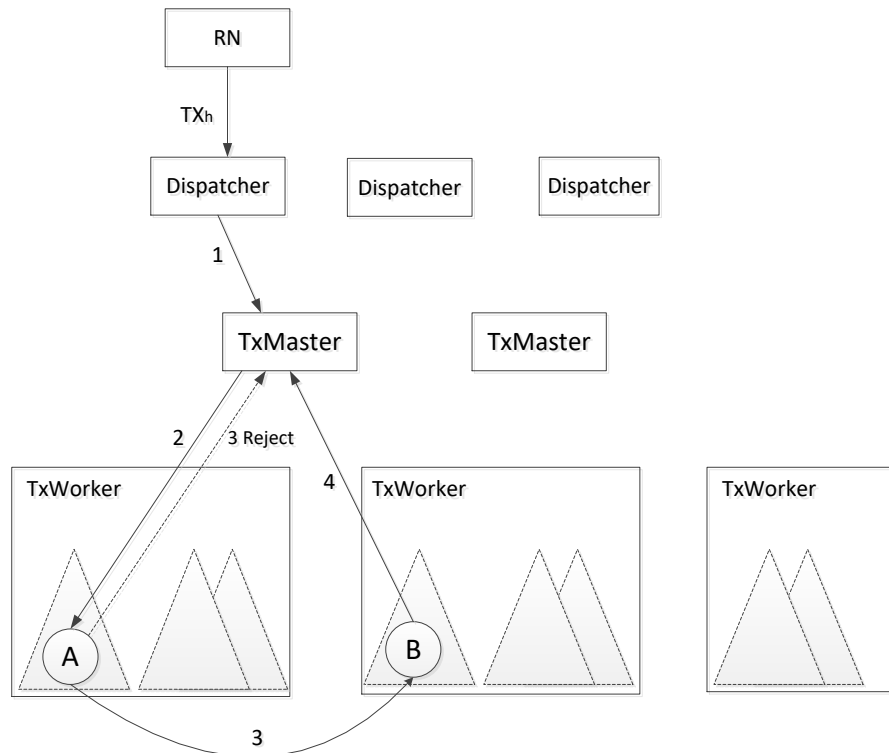 RN
TXh
Dispatcher
Dispatcher
Dispatcher
1
TxMaster
TxMaster
2
3 Reject
4
TxWorker
TxWorker
TxWorker
A
B
3